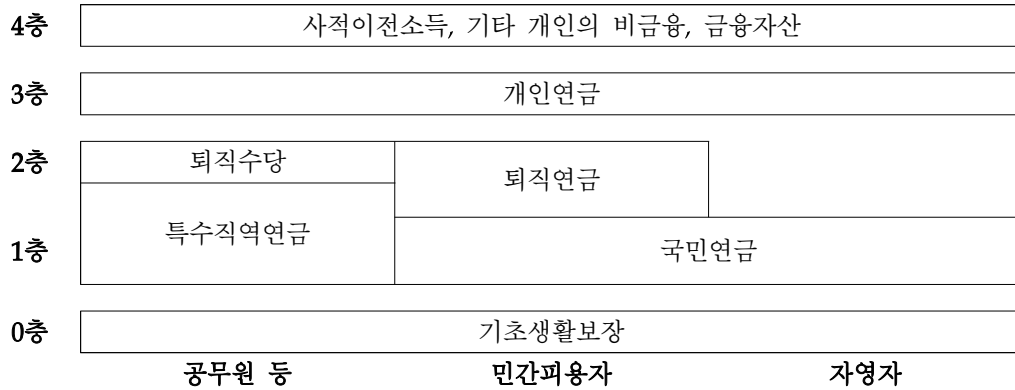 4층 사적이전소득, 기타 개인의 비금융, 금융자산
3층 개인연금
2층 퇴직수당 퇴직연금
1층 특수직역연금 국민연금
0층 기초생활보장
공무원 등 민간피용자 자영자